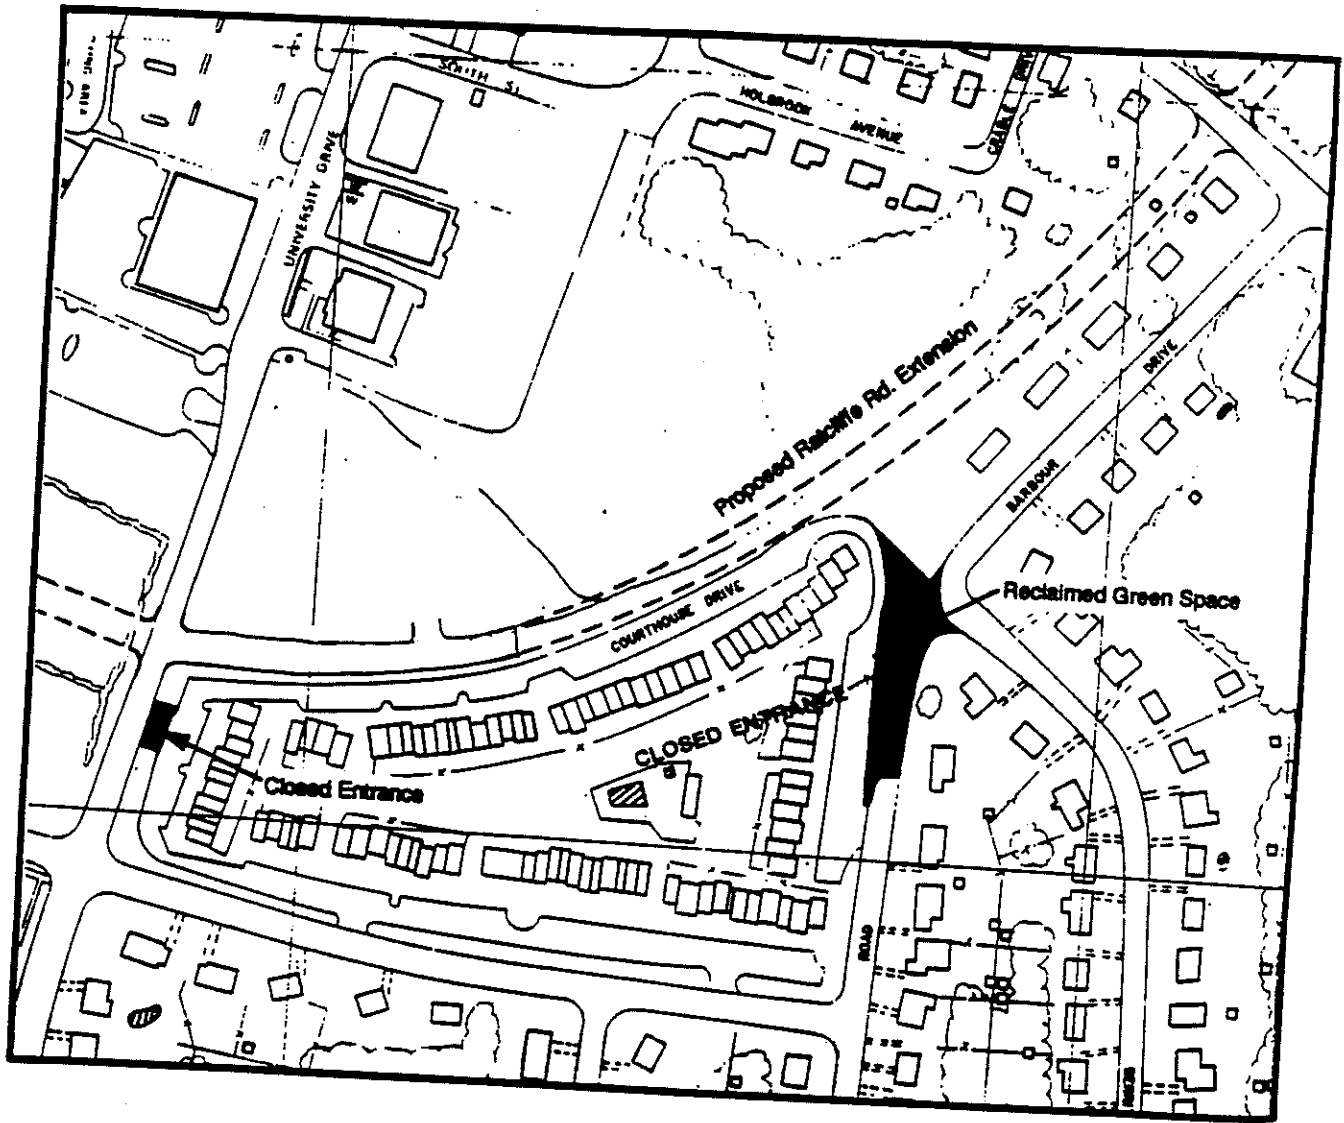 SOUTH ST.
HOLBROOK AVENUE
UNIVERSITY DRIVE
Proposed Ratcliffe Rd. Extension
BARBOUR DRIVE
COURTHOUSE DRIVE
Reclaimed Green Space
CLOSED ENTRANCE
Closed Entrance
ROAD